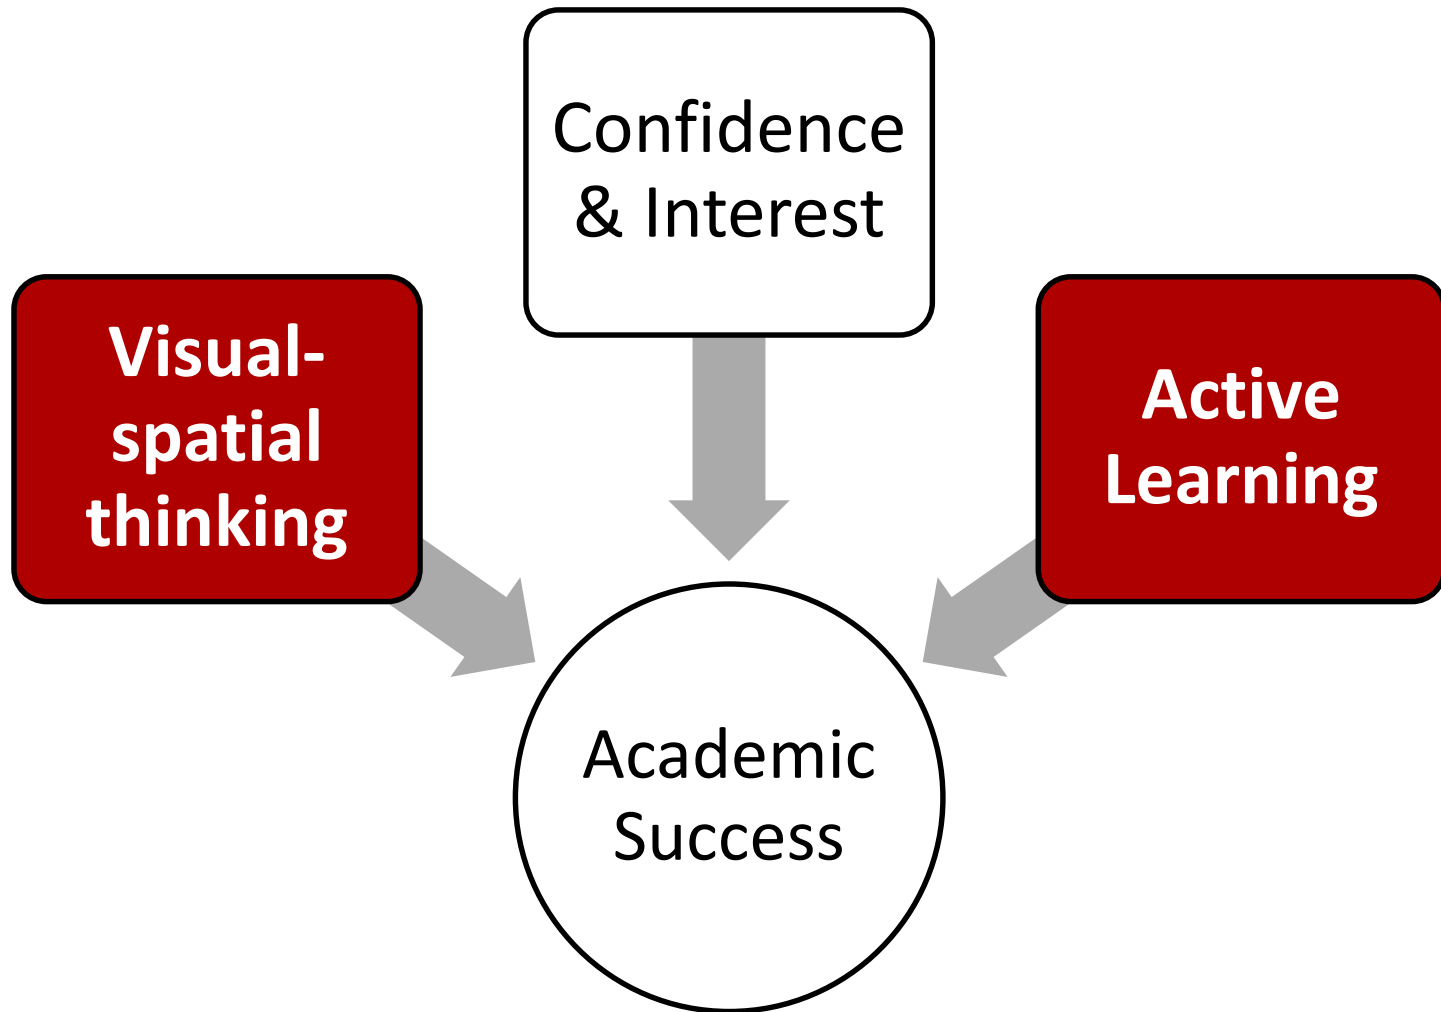 Confidence
& Interest
Visual-
spatial
thinking
Active
Learning
Academic
Success